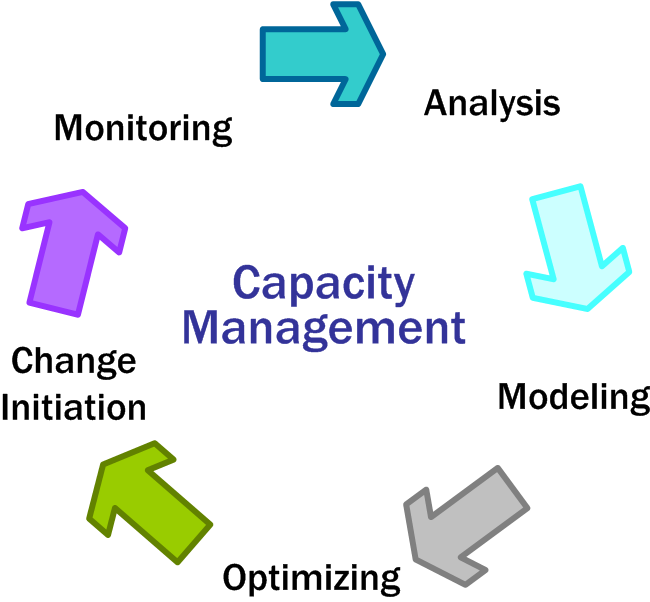 Monitoring
Analysis
Capacity
Management
Change
Initiation
Modeling
Optimizing